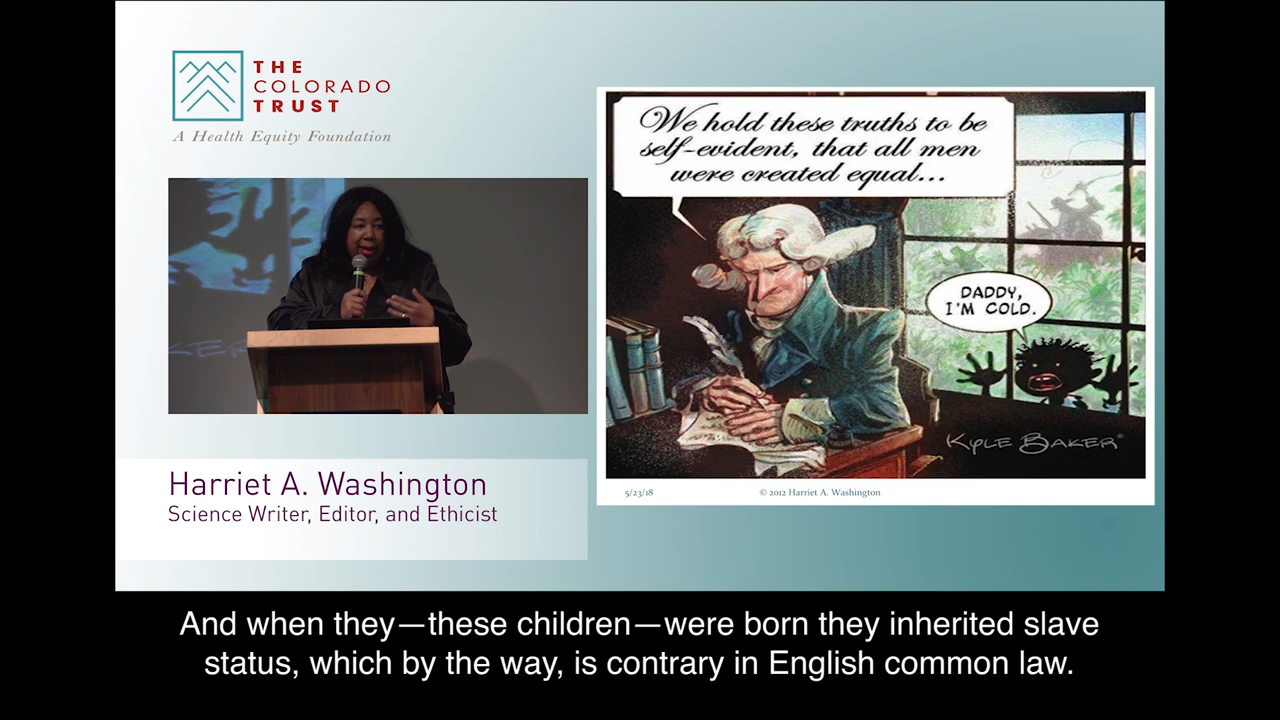 THE
COLORADO
TRUST
A Health Equity Foundation
We hold these truths to be
self-evident, that all men
were created equal...
DADDY,
I'M COLD.
KYLE BAKER
5/23/18
© 2012 Harriet A. Washington
Harriet A. Washington
Science Writer, Editor, and Ethicist
And when they—these children—were born they inherited slave
status, which by the way, is contrary in English common law.